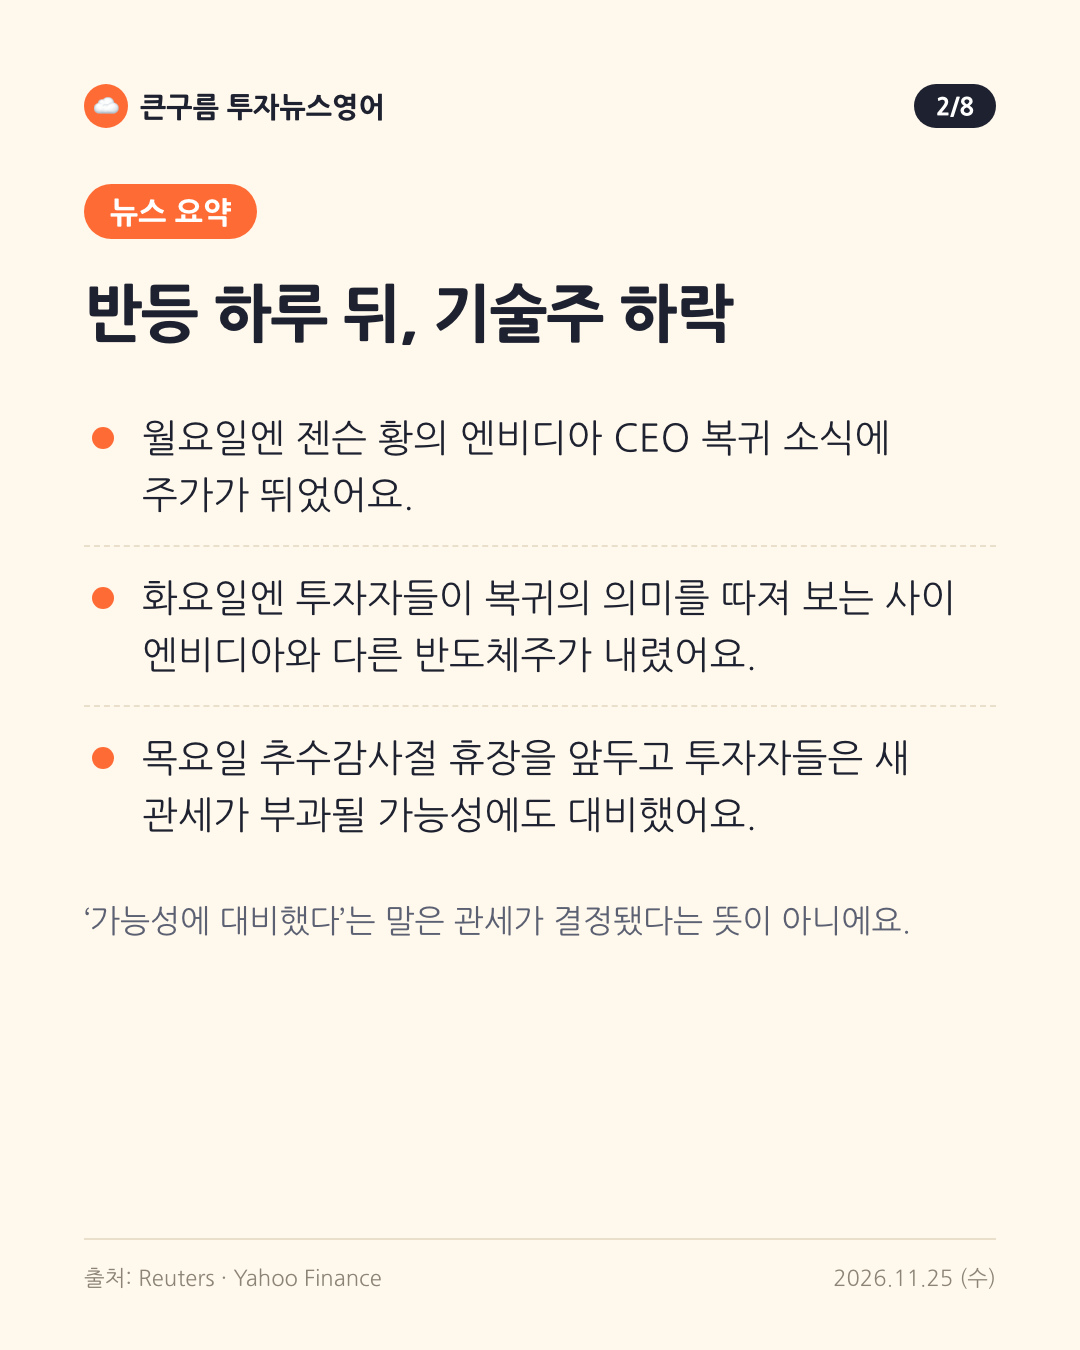 큰구름 투자뉴스영어
2/8
뉴스 요약
반등 하루 뒤, 기술주 하락
월요일엔 젠슨 황의 엔비디아 CEO 복귀 소식에
주가가 뛰었어요.
화요일엔 투자자들이 복귀의 의미를 따져 보는 사이
엔비디아와 다른 반도체주가 내렸어요.
목요일 추수감사절 휴장을 앞두고 투자자들은 새
관세가 부과될 가능성에도 대비했어요.
‘가능성에 대비했다’는 말은 관세가 결정됐다는 뜻이 아니에요.
출처: Reuters · Yahoo Finance
2026.11.25 (수)